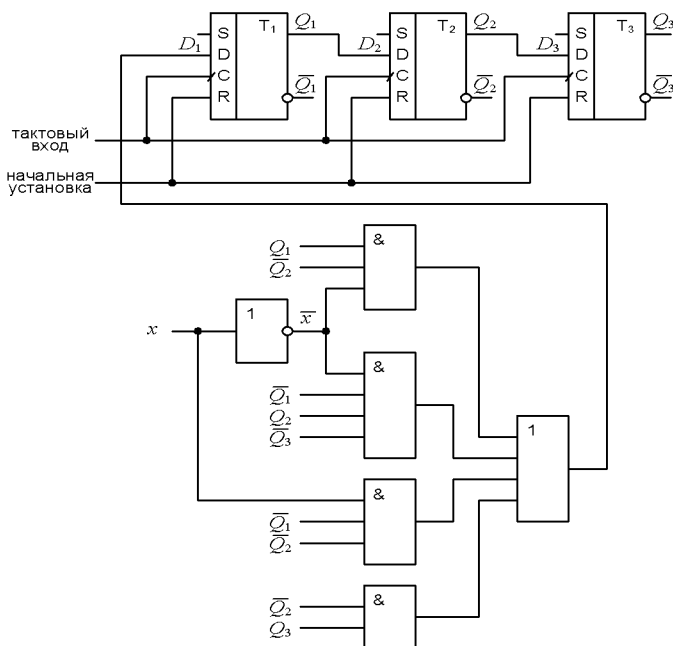 S T₁ Q₁ S T₂ Q₂ S T₃ Q₃
D₁ D D₂ D D₃ D
C Q̅₁ C Q̅₂ C Q̅₃
R R R
тактовый
вход
начальная
установка
Q₁ &
Q̅₂
x 1 x̅
&
Q̅₁
Q₂
Q̅₃
1
&
Q̅₁
Q̅₂
&
Q̅₂
Q₃